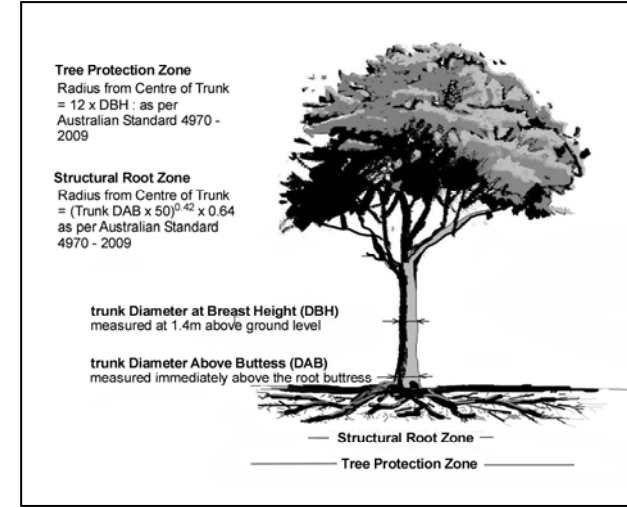 Tree Protection Zone
Radius from Centre of Trunk
= 12 x DBH : as per
Australian Standard 4970 -
2009
Structural Root Zone
Radius from Centre of Trunk
= (Trunk DAB x 50)^0.42 x 0.64
as per Australian Standard
4970 - 2009
trunk Diameter at Breast Height (DBH)
measured at 1.4m above ground level
trunk Diameter Above Buttess (DAB)
measured immediately above the root buttress
Structural Root Zone
Tree Protection Zone